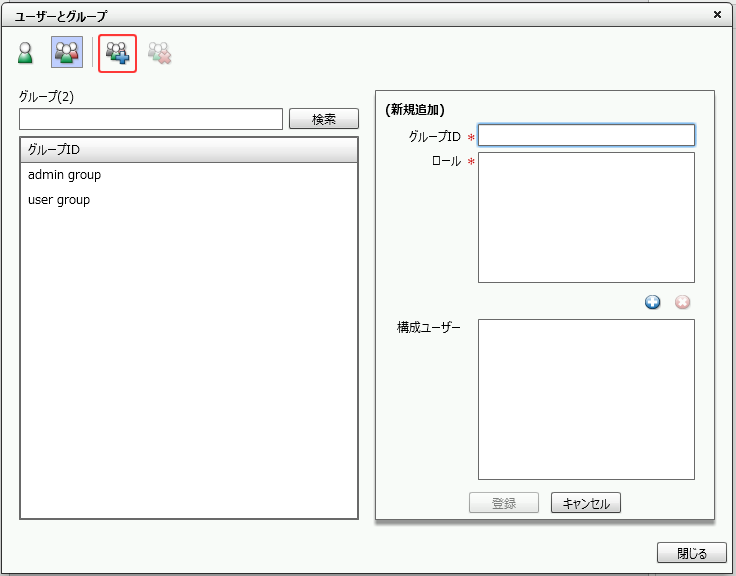 ユーザーとグループ
グループ(2)
検索
グループID
admin group
user group
(新規追加)
グループID *
ロール *
構成ユーザー
登録
キャンセル
閉じる